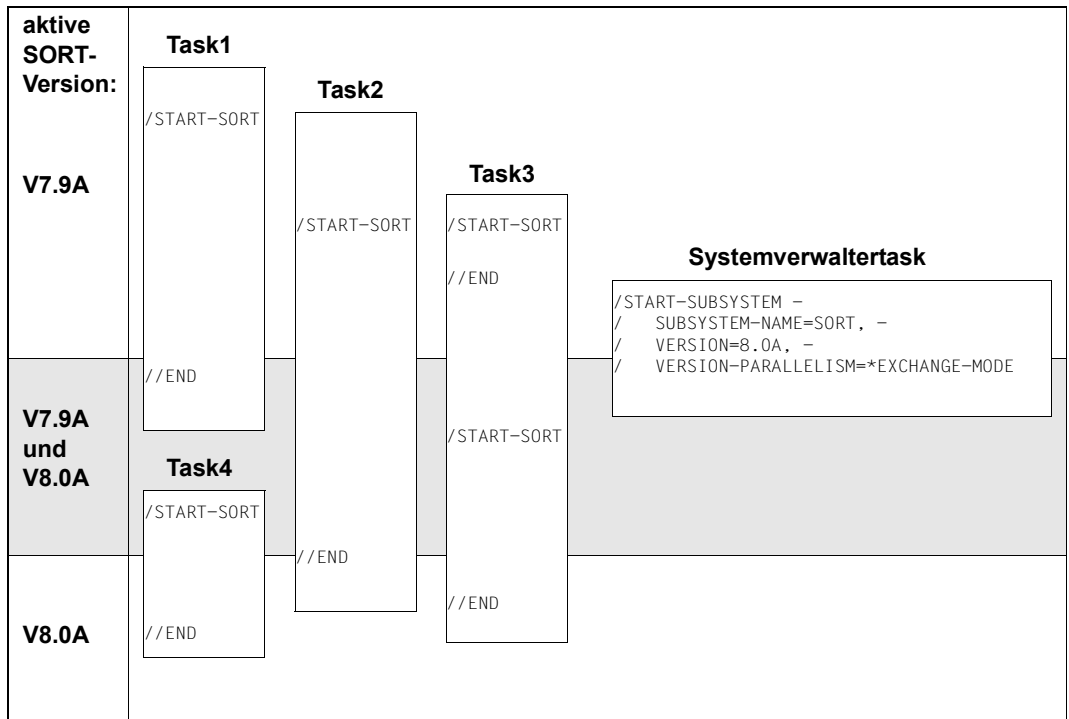 aktive
SORT-
Version:
V7.9A
V7.9A
und
V8.0A
V8.0A
Task1
/START-SORT
//END
Task2
/START-SORT
//END
Task3
/START-SORT
//END
/START-SORT
//END
Task4
/START-SORT
//END
Systemverwaltertask
/START-SUBSYSTEM -
/   SUBSYSTEM-NAME=SORT, -
/   VERSION=8.0A, -
/   VERSION-PARALLELISM=*EXCHANGE-MODE